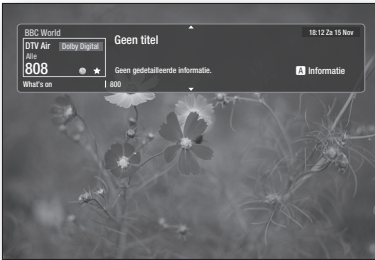 BBC World
18:12 Za 15 Nov
DTV Air Dolby Digital
Geen titel
Alle
808
Geen gedetailleerde informatie.
A Informatie
What's on
800